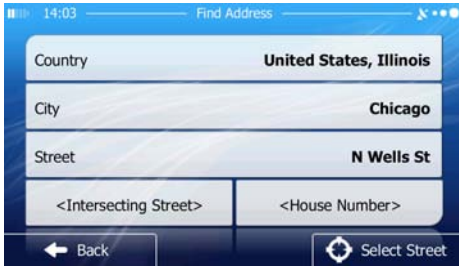 14:03 Find Address
Country United States, Illinois
City Chicago
Street N Wells St
<Intersecting Street> <House Number>
Back Select Street